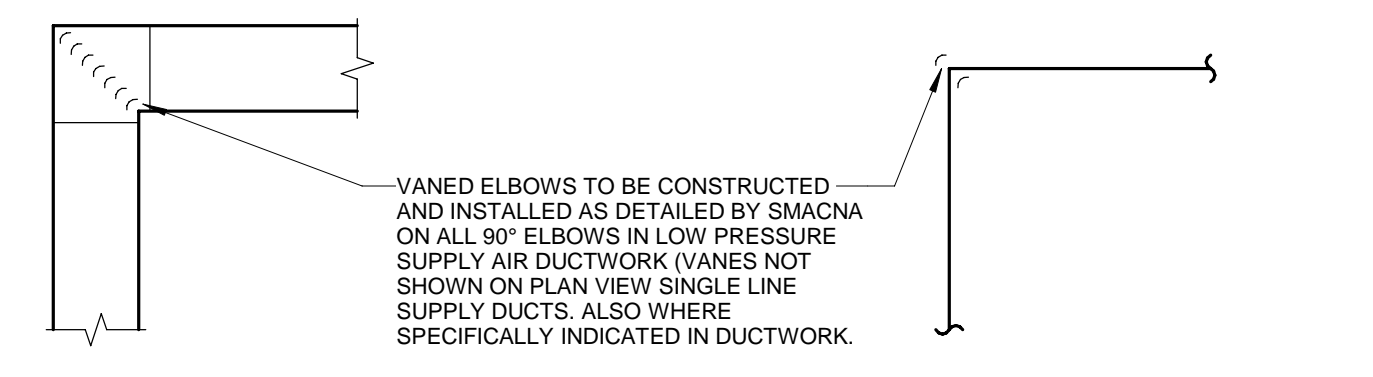 VANED ELBOWS TO BE CONSTRUCTED
AND INSTALLED AS DETAILED BY SMACNA
ON ALL 90° ELBOWS IN LOW PRESSURE
SUPPLY AIR DUCTWORK (VANES NOT
SHOWN ON PLAN VIEW SINGLE LINE
SUPPLY DUCTS. ALSO WHERE
SPECIFICALLY INDICATED IN DUCTWORK.